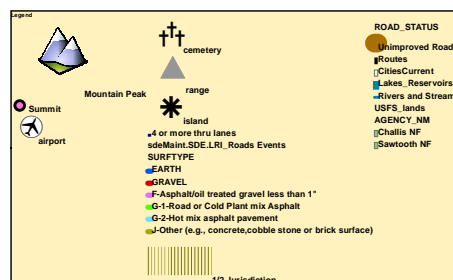 Legend
cemetery
Mountain Peak
range
island
Summit
airport
4 or more thru lanes
sdeMaint.SDE.LRI_Roads Events
SURFTYPE
EARTH
GRAVEL
F-Asphalt/oil treated gravel less than 1"
G-1-Road or Cold Plant mix Asphalt
G-2-Hot mix asphalt pavement
J-Other (e.g., concrete,cobble stone or brick surface)
1/2 Jurisdiction
ROAD_STATUS
Unimproved Road
Routes
CitiesCurrent
Lakes_Reservoirs
Rivers and Stream
USFS_lands
AGENCY_NM
Challis NF
Sawtooth NF